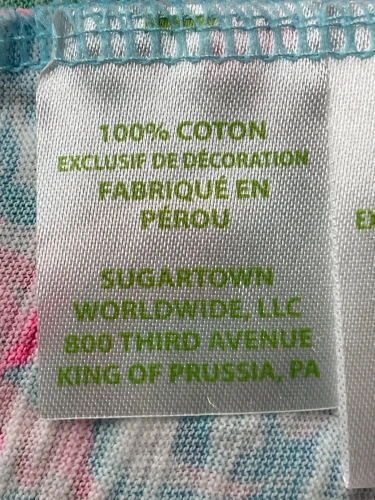 100% COTON
EXCLUSIF DE DÉCORATION
FABRIQUÉ EN
PÉROU
SUGARTOWN
WORLDWIDE, LLC
800 THIRD AVENUE
KING OF PRUSSIA, PA